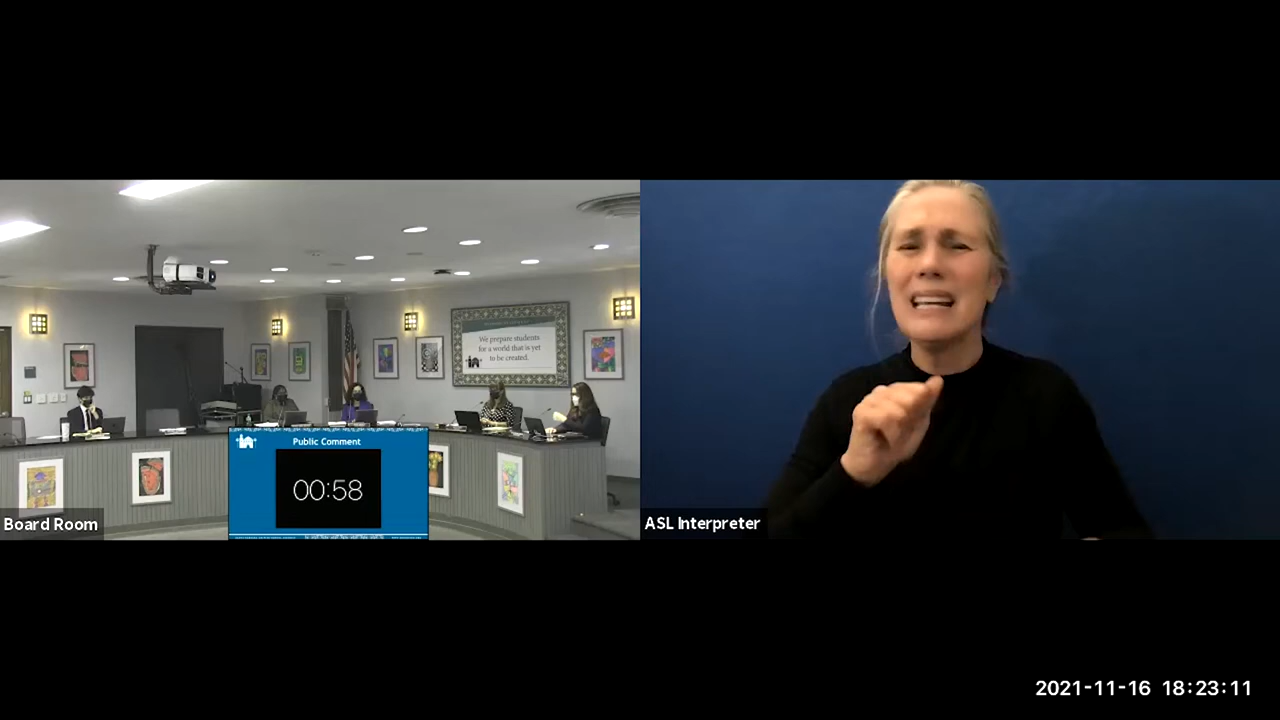 We prepare students
for a world that is yet
to be created.
Public Comment
00:58
Board Room
ASL Interpreter
2021-11-16 18:23:11